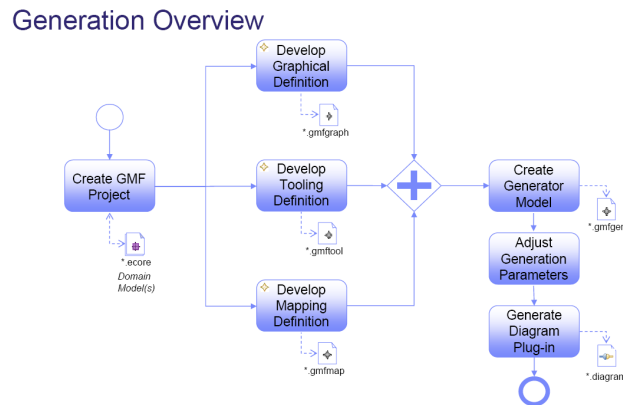 Generation Overview
Develop
Graphical
Definition
*.gmfgraph
Create GMF
Project
*.ecore
Domain
Model(s)
Develop
Tooling
Definition
*.gmftool
Develop
Mapping
Definition
*.gmfmap
Create
Generator
Model
*.gmfgen
Adjust
Generation
Parameters
Generate
Diagram
Plug-in
*.diagram